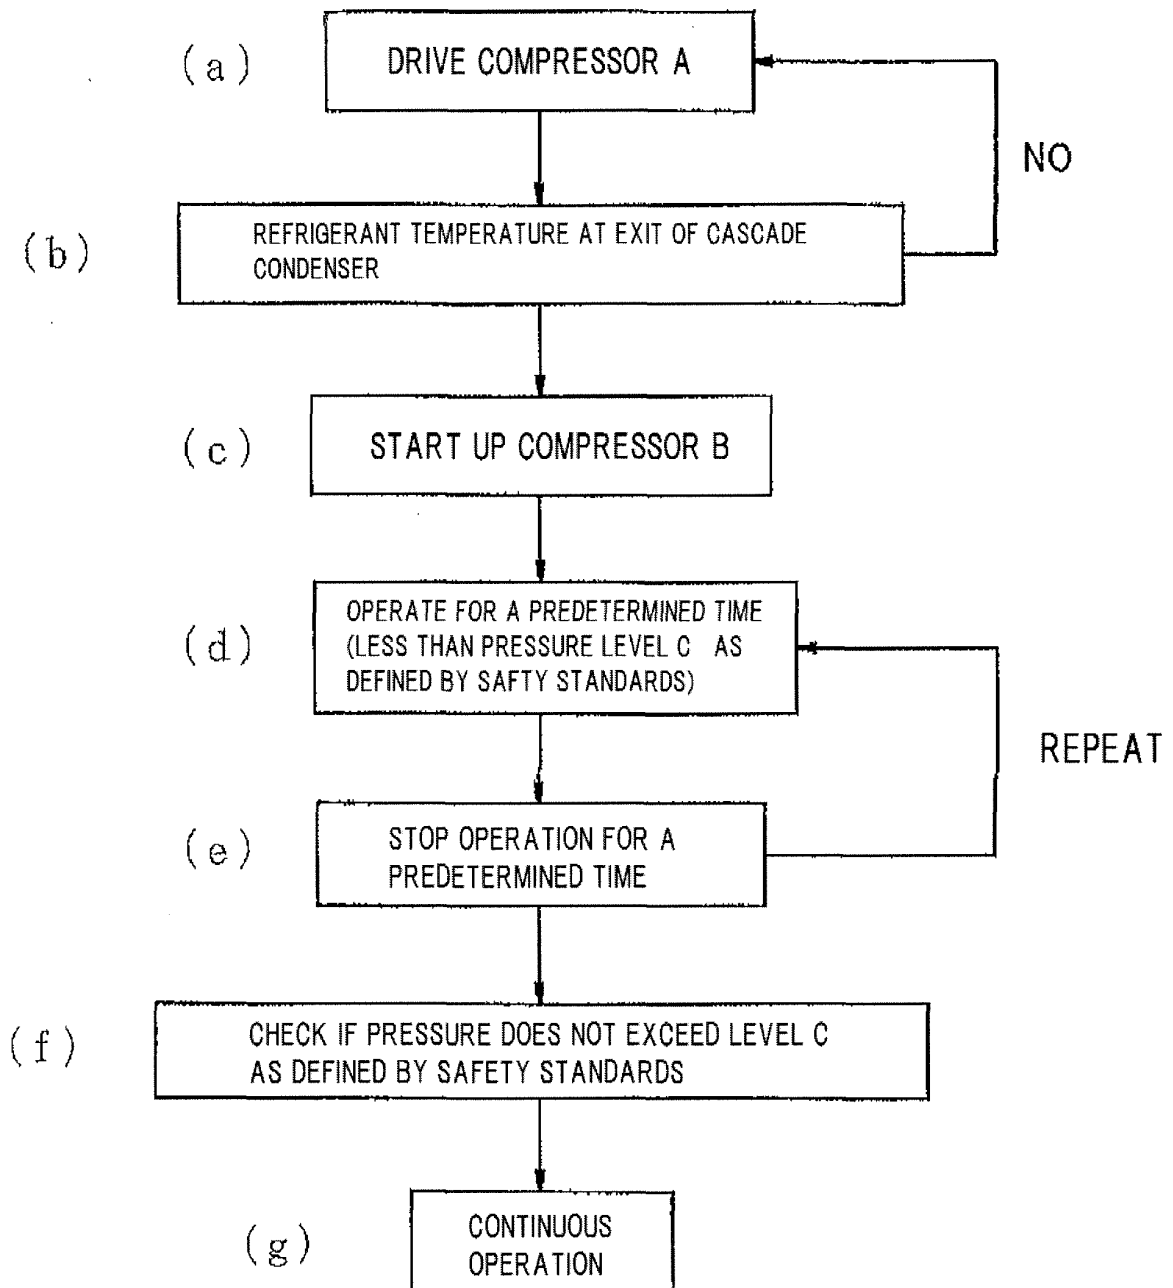 (a)
DRIVE COMPRESSOR A
NO
(b)
REFRIGERANT TEMPERATURE AT EXIT OF CASCADE
CONDENSER
(c)
START UP COMPRESSOR B
(d)
OPERATE FOR A PREDETERMINED TIME
(LESS THAN PRESSURE LEVEL C AS
DEFINED BY SAFTY STANDARDS)
REPEAT
(e)
STOP OPERATION FOR A
PREDETERMINED TIME
(f)
CHECK IF PRESSURE DOES NOT EXCEED LEVEL C
AS DEFINED BY SAFETY STANDARDS
(g)
CONTINUOUS
OPERATION